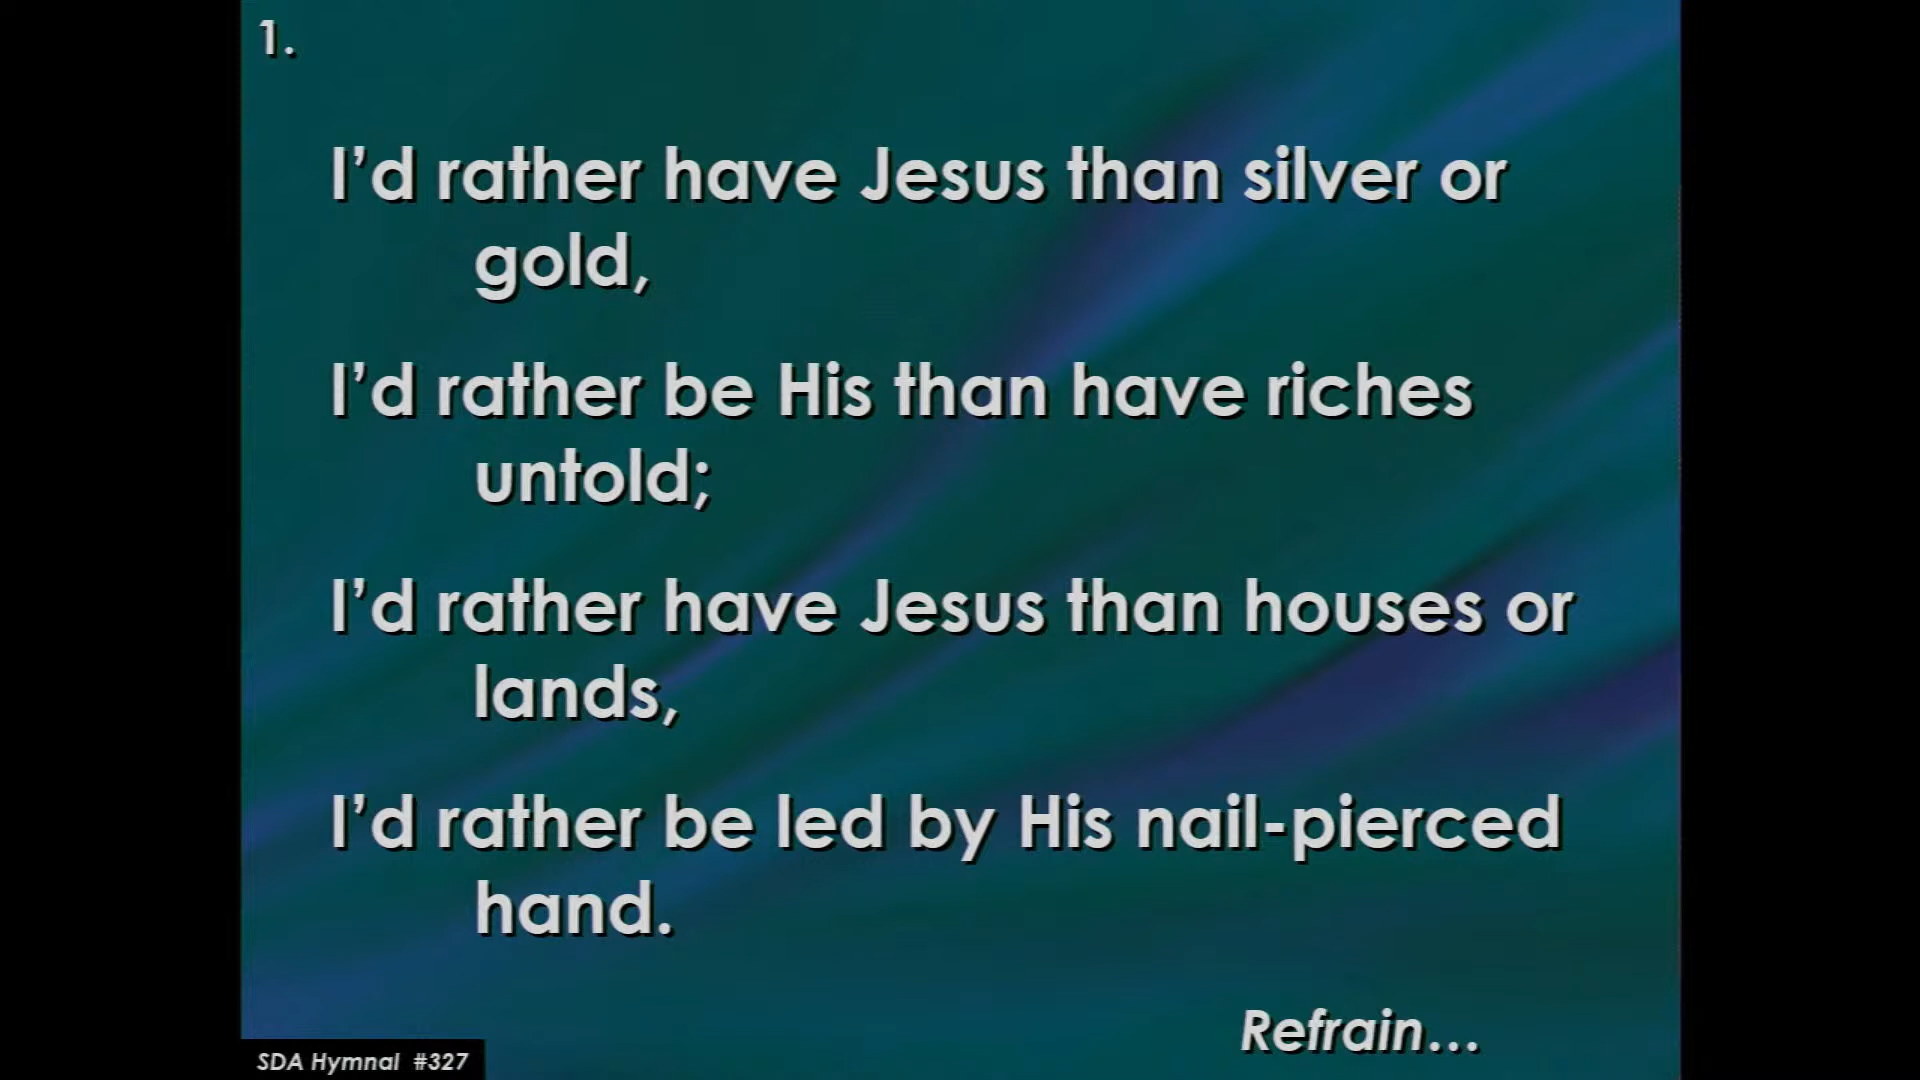 1.
I’d rather have Jesus than silver or
gold,
I’d rather be His than have riches
untold;
I’d rather have Jesus than houses or
lands,
I’d rather be led by His nail-pierced
hand.
Refrain…
SDA Hymnal #327